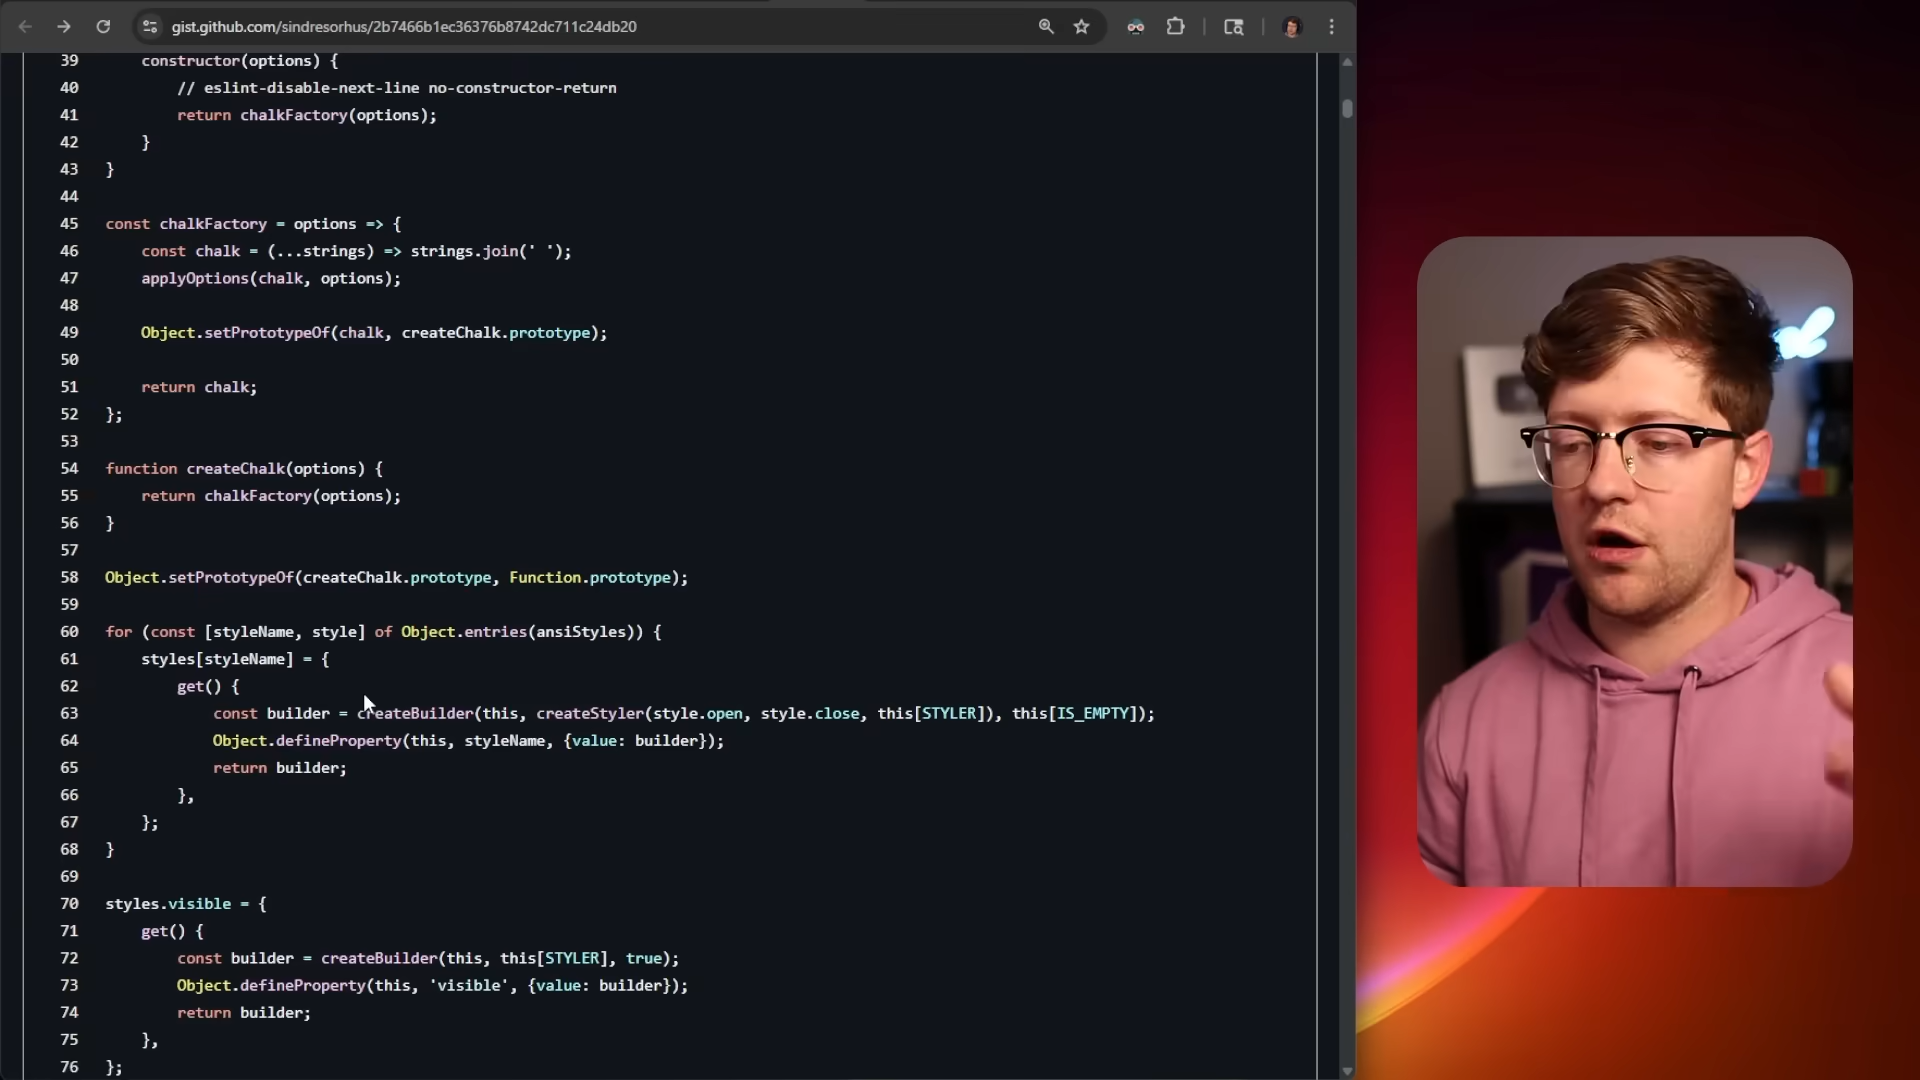 gist.github.com/sindresorhus/2b7466b1ec36376b8742dc711c24db20
39 constructor(options) {
40 // eslint-disable-next-line no-constructor-return
41 return chalkFactory(options);
42 }
43 }
44
45 const chalkFactory = options => {
46 const chalk = (...strings) => strings.join(' ');
47 applyOptions(chalk, options);
48
49 Object.setPrototypeOf(chalk, createChalk.prototype);
50
51 return chalk;
52 };
53
54 function createChalk(options) {
55 return chalkFactory(options);
56 }
57
58 Object.setPrototypeOf(createChalk.prototype, Function.prototype);
59
60 for (const [styleName, style] of Object.entries(ansiStyles)) {
61 styles[styleName] = {
62 get() {
63 const builder = createBuilder(this, createStyler(style.open, style.close, this[STYLER]), this[IS_EMPTY]);
64 Object.defineProperty(this, styleName, {value: builder});
65 return builder;
66 },
67 };
68 }
69
70 styles.visible = {
71 get() {
72 const builder = createBuilder(this, this[STYLER], true);
73 Object.defineProperty(this, 'visible', {value: builder});
74 return builder;
75 },
76 };